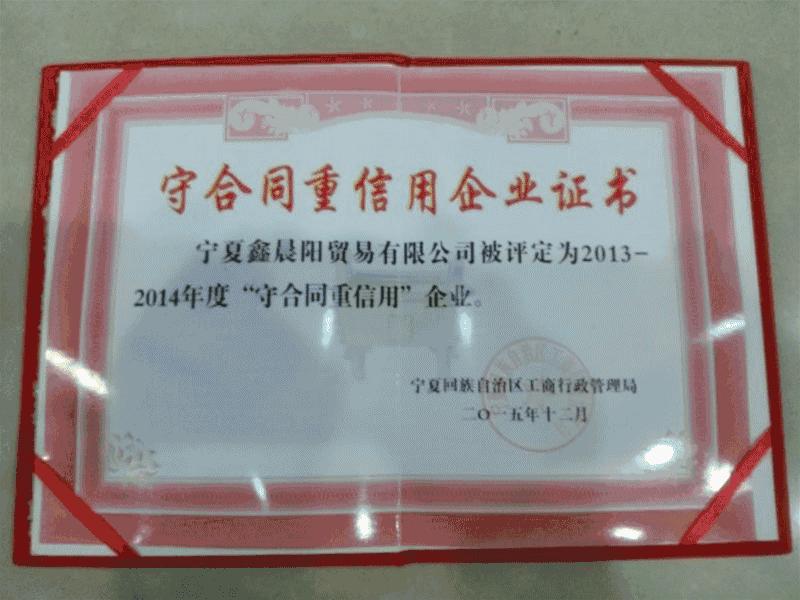 守合同重信用企业证书
宁夏鑫晨阳贸易有限公司被评定为2013-
2014年度“守合同重信用”企业。
宁夏回族自治区工商行政管理局
二〇一五年十二月